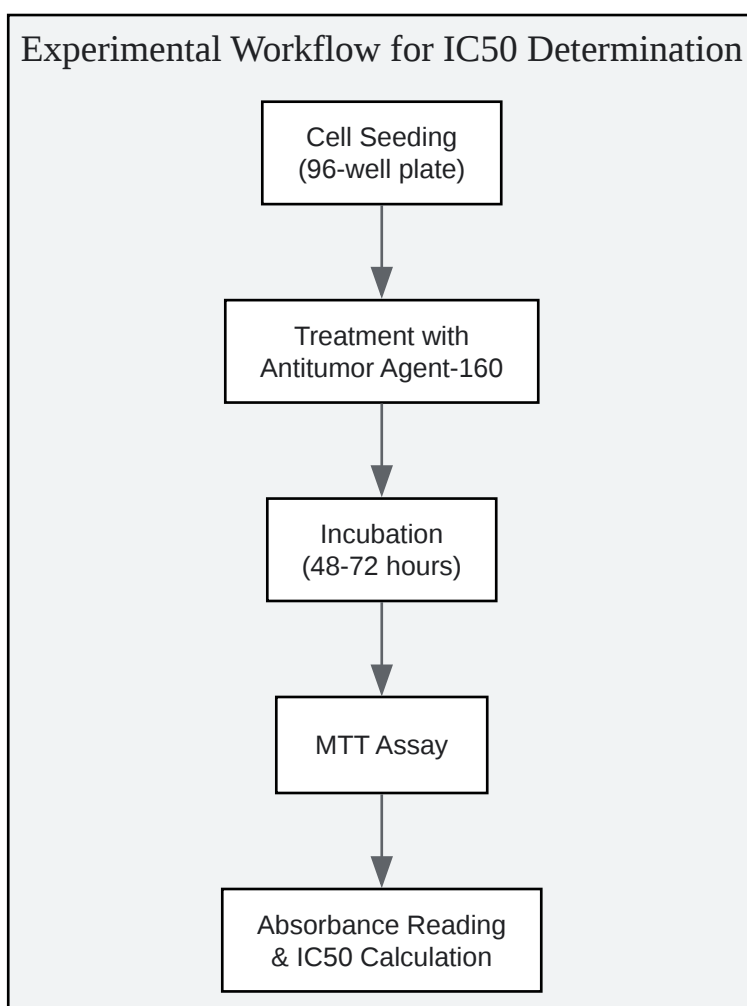 Experimental Workflow for IC50 Determination
Cell Seeding
(96-well plate)
Treatment with
Antitumor Agent-160
Incubation
(48-72 hours)
MTT Assay
Absorbance Reading
& IC50 Calculation